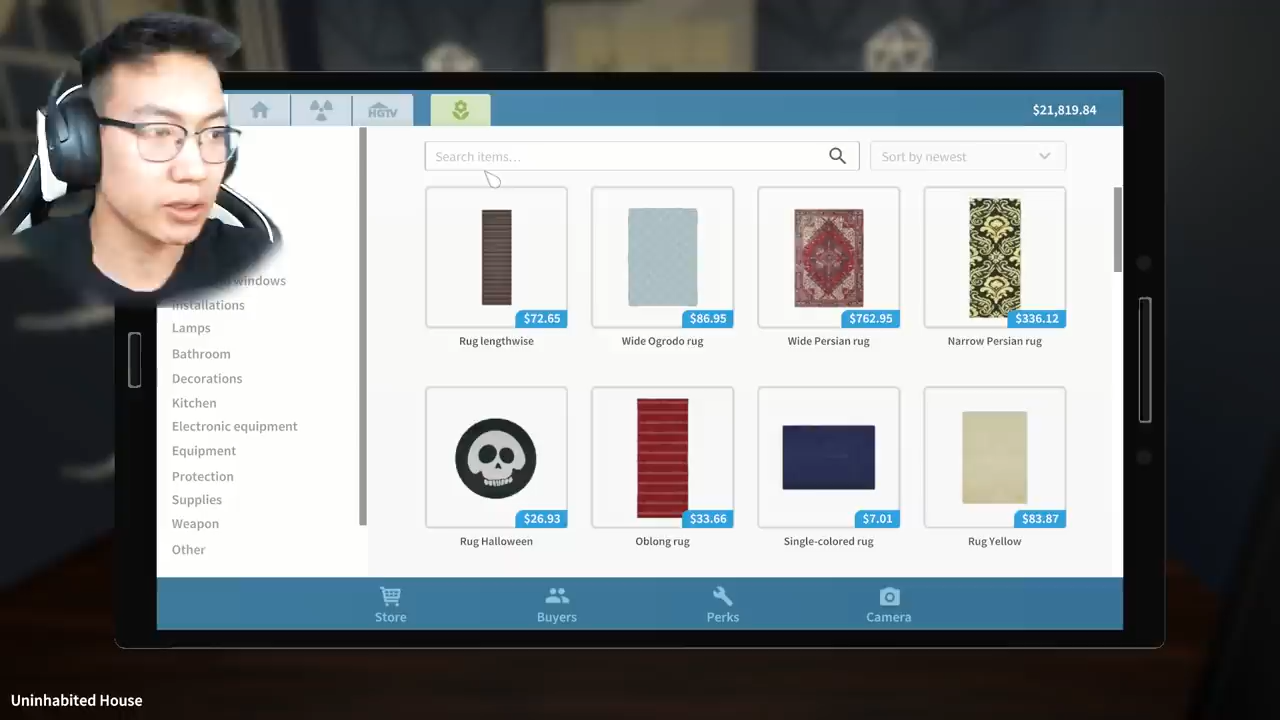 HGTV
$21,819.84
Search items...
Sort by newest
$72.65
$86.95
$762.95
$336.12
Rug lengthwise
Wide Ogrodo rug
Wide Persian rug
Narrow Persian rug
$26.93
$33.66
$7.01
$83.87
Rug Halloween
Oblong rug
Single-colored rug
Rug Yellow
windows
Installations
Lamps
Bathroom
Decorations
Kitchen
Electronic equipment
Equipment
Protection
Supplies
Weapon
Other
Store
Buyers
Perks
Camera
Uninhabited House